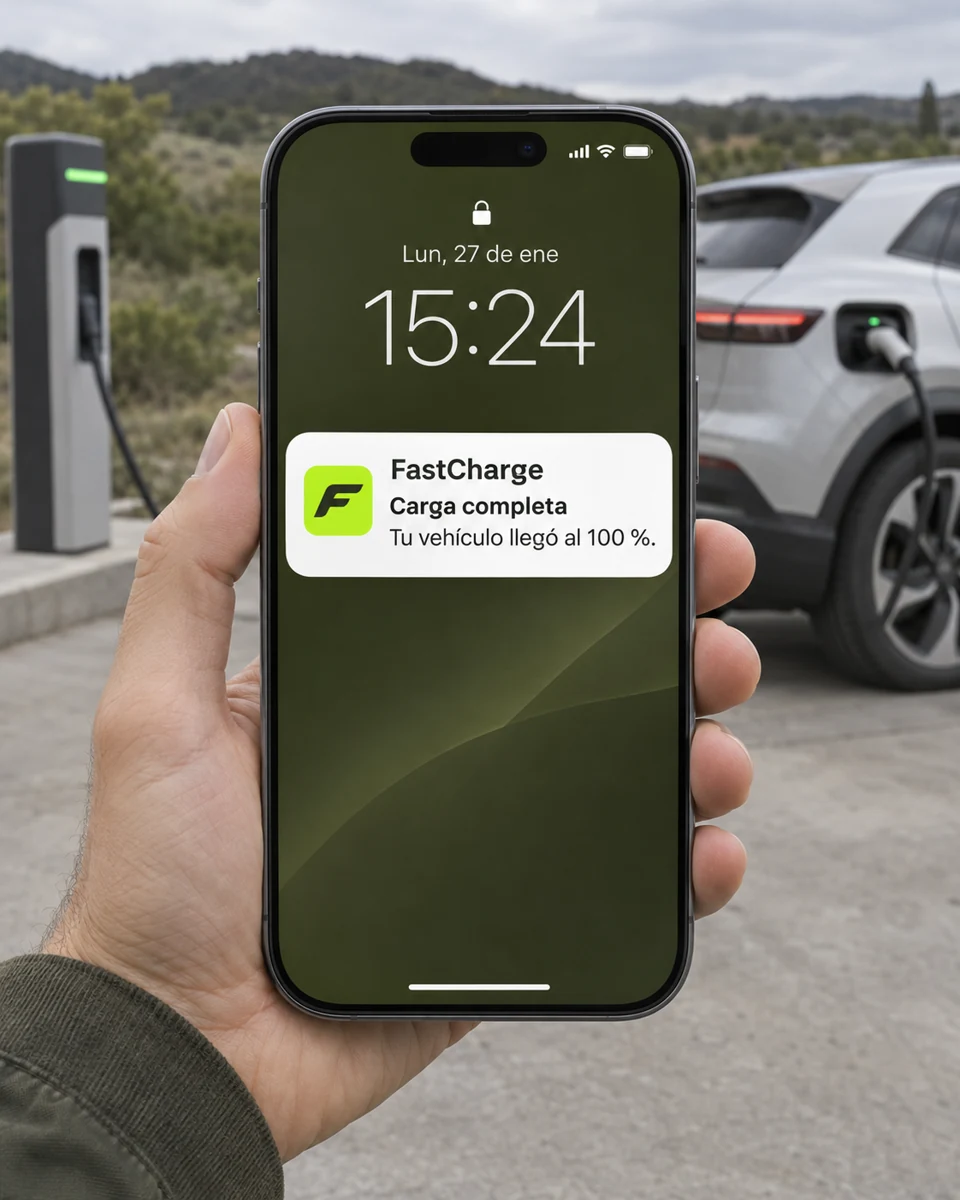 Lun, 27 de ene
15:24
FastCharge
Carga completa
Tu vehículo llegó al 100 %.